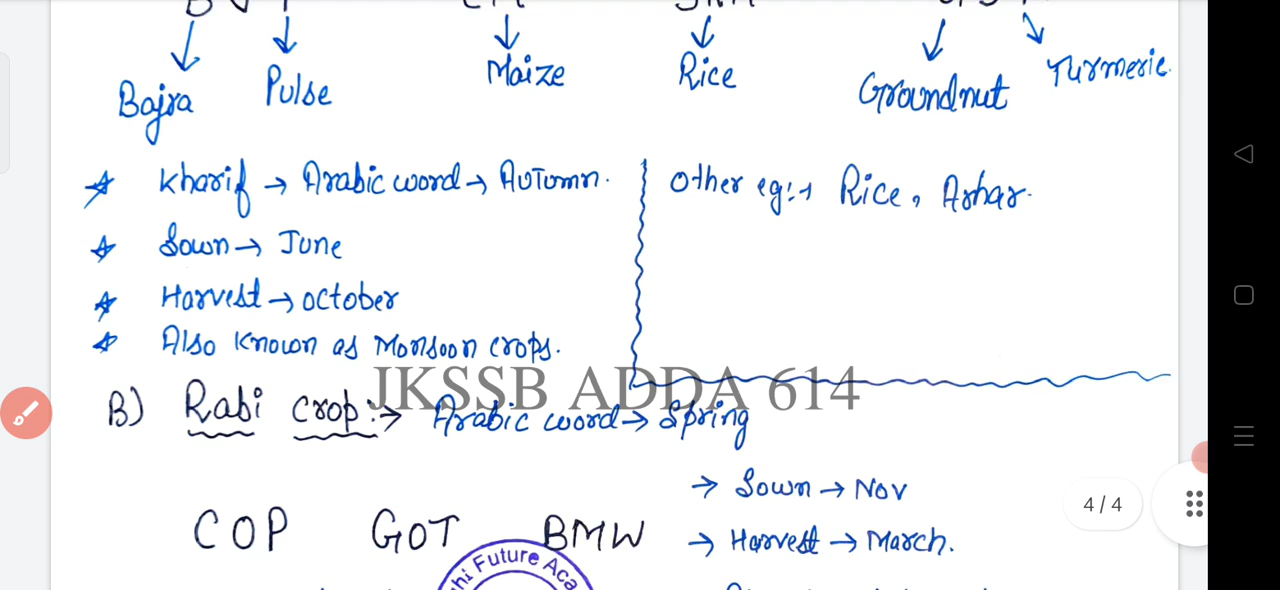 Bajra Pulse Maize Rice Groundnut Turmeric.
Kharif → Arabic word → Autumn.
Other eg:→ Rice, Arhar.
Sown → June
Harvest → october
Also known as Monsoon crops.
JKSSB ADDA 614
B) Rabi crop:→ Arabic word → Spring
→ Sown → Nov
4 / 4
COP GOT BMW
→ Harvest → March.
hi Future Aca